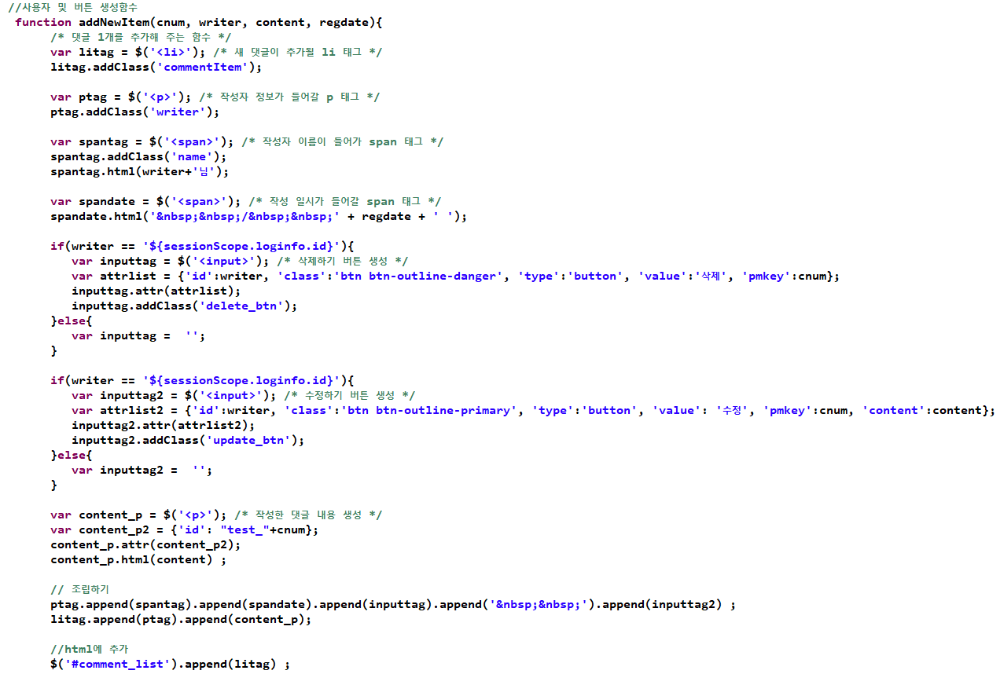 //사용자 및 버튼 생성함수
function addNewItem(cnum, writer, content, regdate){
/* 댓글 1개를 추가해 주는 함수 */
var litag = $('<li>'); /* 새 댓글이 추가될 li 태그 */
litag.addClass('commentItem');
var ptag = $('<p>'); /* 작성자 정보가 들어갈 p 태그 */
ptag.addClass('writer');
var spantag = $('<span>'); /* 작성자 이름이 들어가 span 태그 */
spantag.addClass('name');
spantag.html(writer+'님');
var spandate = $('<span>'); /* 작성 일시가 들어갈 span 태그 */
spandate.html('&nbsp;&nbsp;/&nbsp;&nbsp;' + regdate + ' ');
if(writer == '${sessionScope.loginfo.id}'){
var inputtag = $('<input>'); /* 삭제하기 버튼 생성 */
var attrlist = {'id':writer, 'class':'btn btn-outline-danger', 'type':'button', 'value':'삭제', 'pmkey':cnum};
inputtag.attr(attrlist);
inputtag.addClass('delete_btn');
}else{
var inputtag =  '';
}
if(writer == '${sessionScope.loginfo.id}'){
var inputtag2 = $('<input>'); /* 수정하기 버튼 생성 */
var attrlist2 = {'id':writer, 'class':'btn btn-outline-primary', 'type':'button', 'value': '수정', 'pmkey':cnum, 'content':content};
inputtag2.attr(attrlist2);
inputtag2.addClass('update_btn');
}else{
var inputtag2 =  '';
}
var content_p = $('<p>'); /* 작성한 댓글 내용 생성 */
var content_p2 = {'id': "test_"+cnum};
content_p.attr(content_p2);
content_p.html(content) ;
// 조립하기
ptag.append(spantag).append(spandate).append(inputtag).append('&nbsp;&nbsp;').append(inputtag2) ;
litag.append(ptag).append(content_p);
//html에 추가
$('#comment_list').append(litag) ;